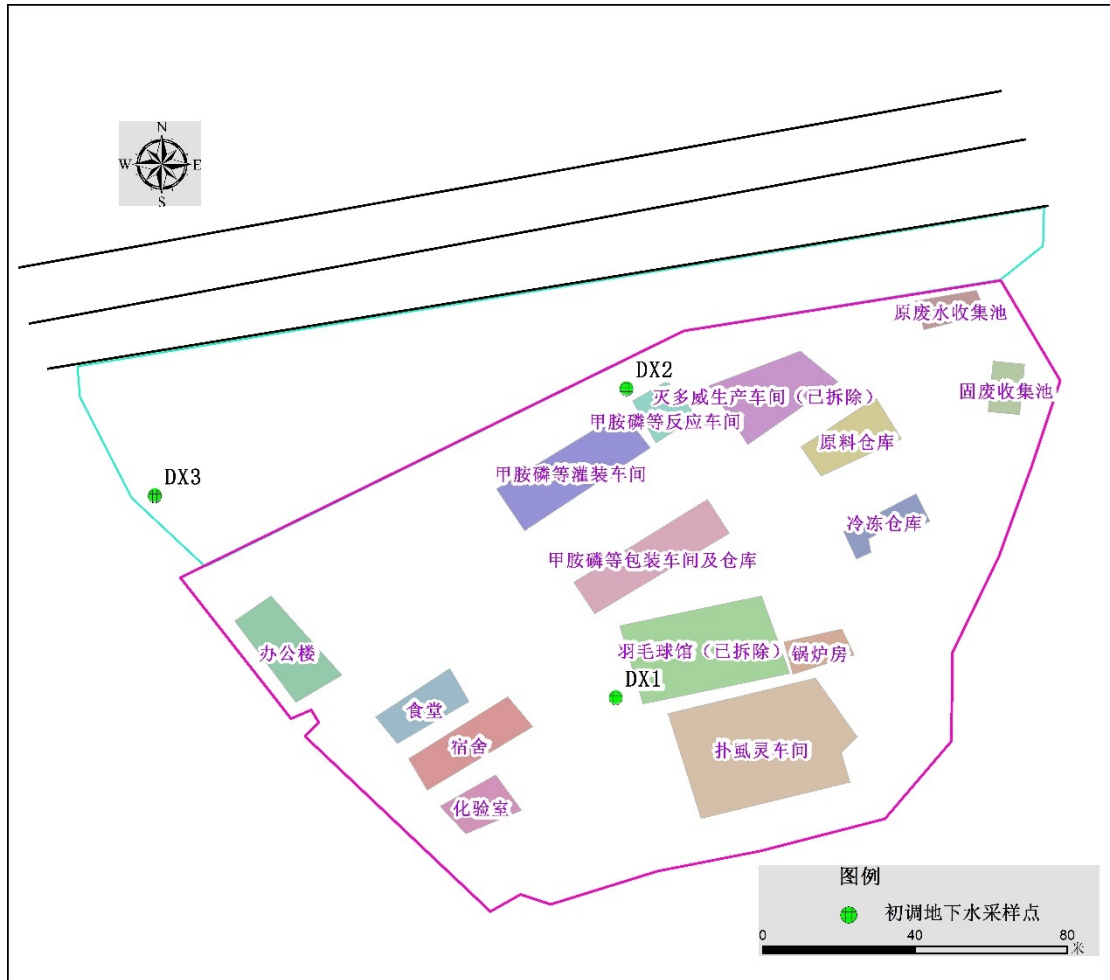 N
W
E
S
原废水收集池
DX2
固废收集池
灭多威生产车间（已拆除）
甲胺磷等反应车间
原料仓库
甲胺磷等灌装车间
DX3
冷冻仓库
甲胺磷等包装车间及仓库
羽毛球馆（已拆除）
锅炉房
办公楼
DX1
食堂
宿舍
扑虱灵车间
化验室
图例
初调地下水采样点
0
40
80
米